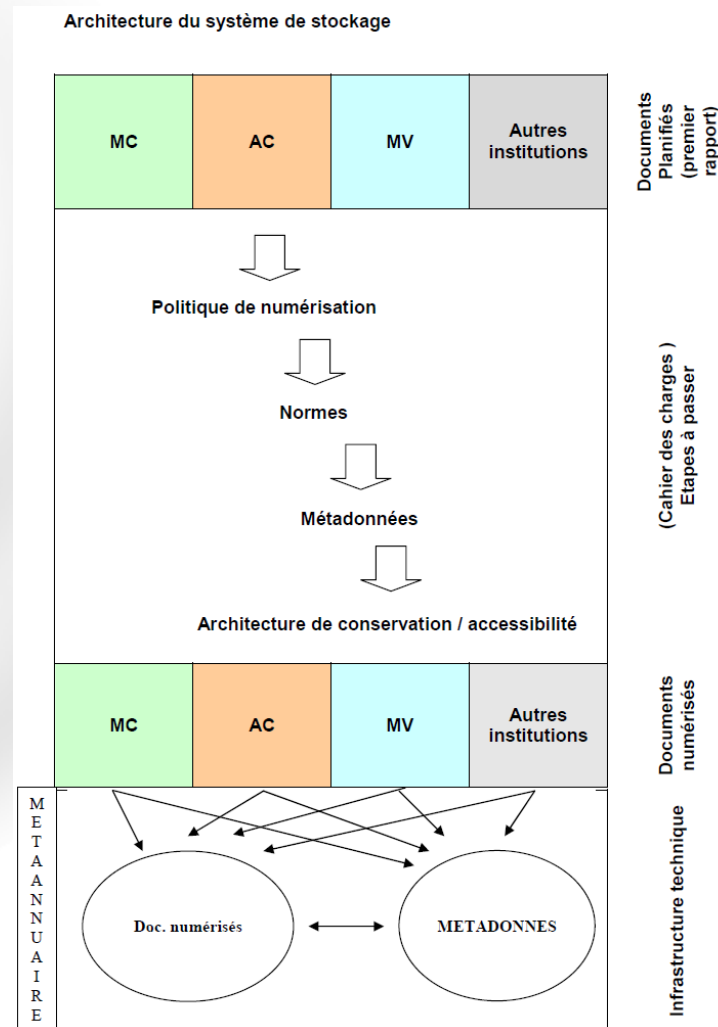 Architecture du système de stockage
MC
AC
MV
Autres
institutions
Documents
Planifiés
(premier
rapport)
Politique de numérisation
Normes
Métadonnées
Architecture de conservation / accessibilité
(Cahier des charges )
Etapes à passer
MC
AC
MV
Autres
institutions
Documents
numérisés
METAANNUAIRE
Doc. numérisés
METADONNES
Infrastructure technique